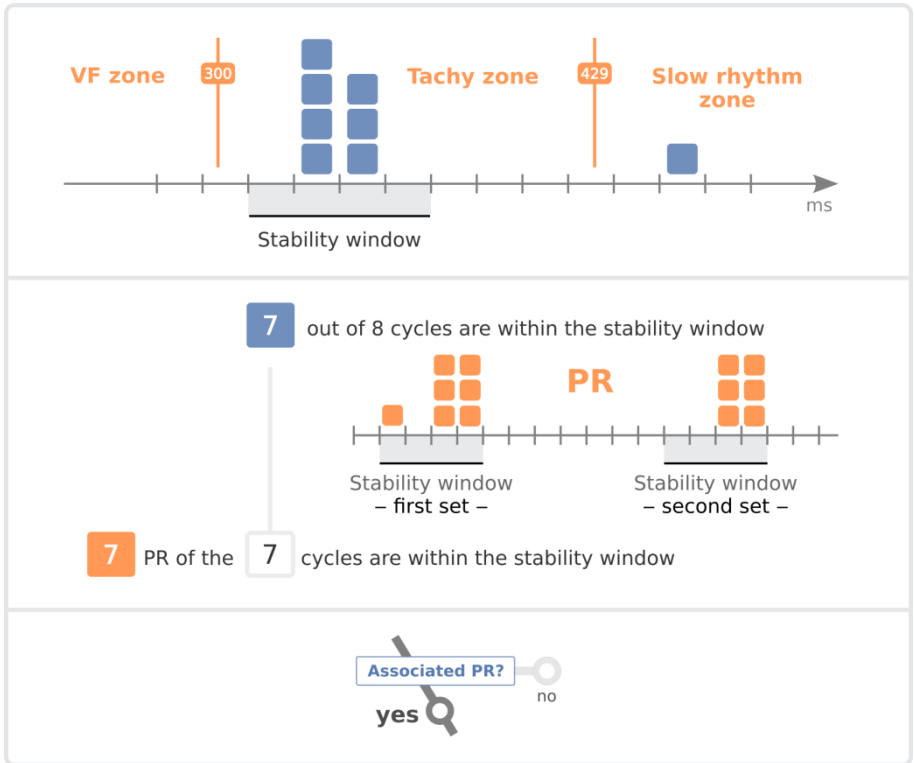 VF zone
300
Tachy zone
429
Slow rhythm
zone
ms
Stability window
7 out of 8 cycles are within the stability window
PR
Stability window
– first set –
Stability window
– second set –
7 PR of the 7 cycles are within the stability window
Associated PR?
no
yes